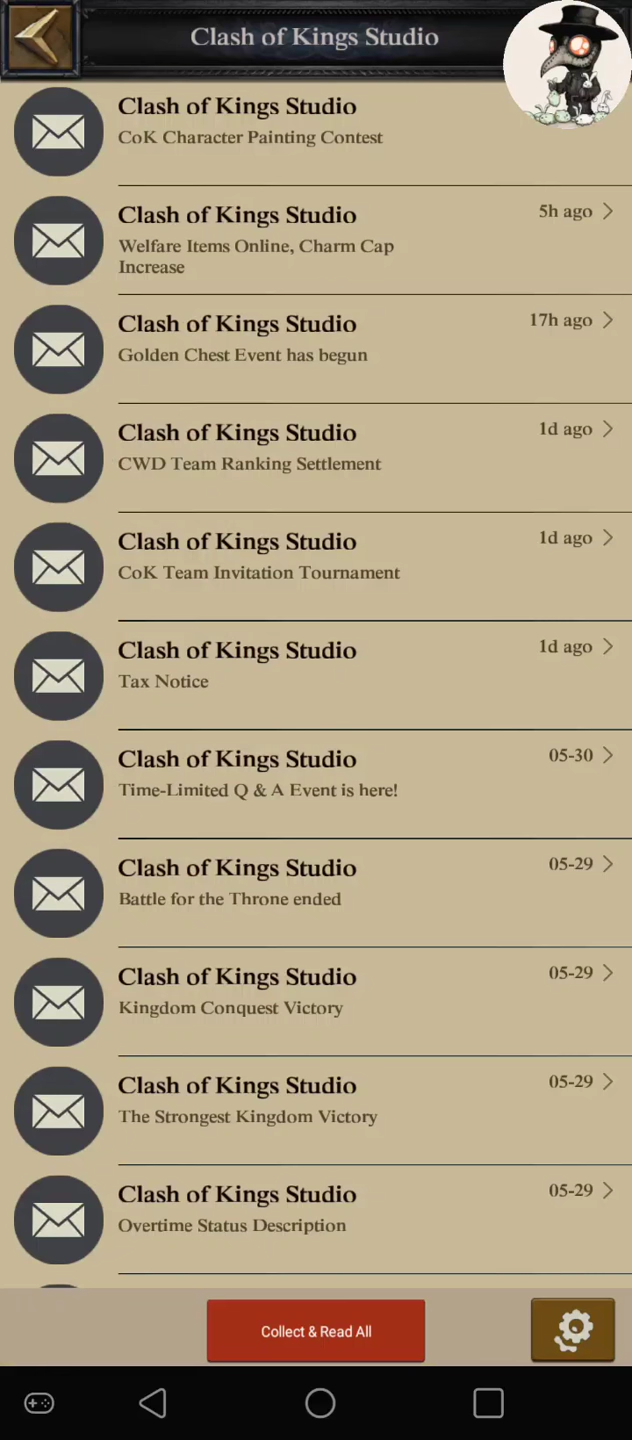 Clash of Kings Studio
Clash of Kings Studio
CoK Character Painting Contest
Clash of Kings Studio
5h ago
Welfare Items Online, Charm Cap
Increase
Clash of Kings Studio
17h ago
Golden Chest Event has begun
Clash of Kings Studio
1d ago
CWD Team Ranking Settlement
Clash of Kings Studio
1d ago
CoK Team Invitation Tournament
Clash of Kings Studio
1d ago
Tax Notice
Clash of Kings Studio
05-30
Time-Limited Q & A Event is here!
Clash of Kings Studio
05-29
Battle for the Throne ended
Clash of Kings Studio
05-29
Kingdom Conquest Victory
Clash of Kings Studio
05-29
The Strongest Kingdom Victory
Clash of Kings Studio
05-29
Overtime Status Description
Collect & Read All